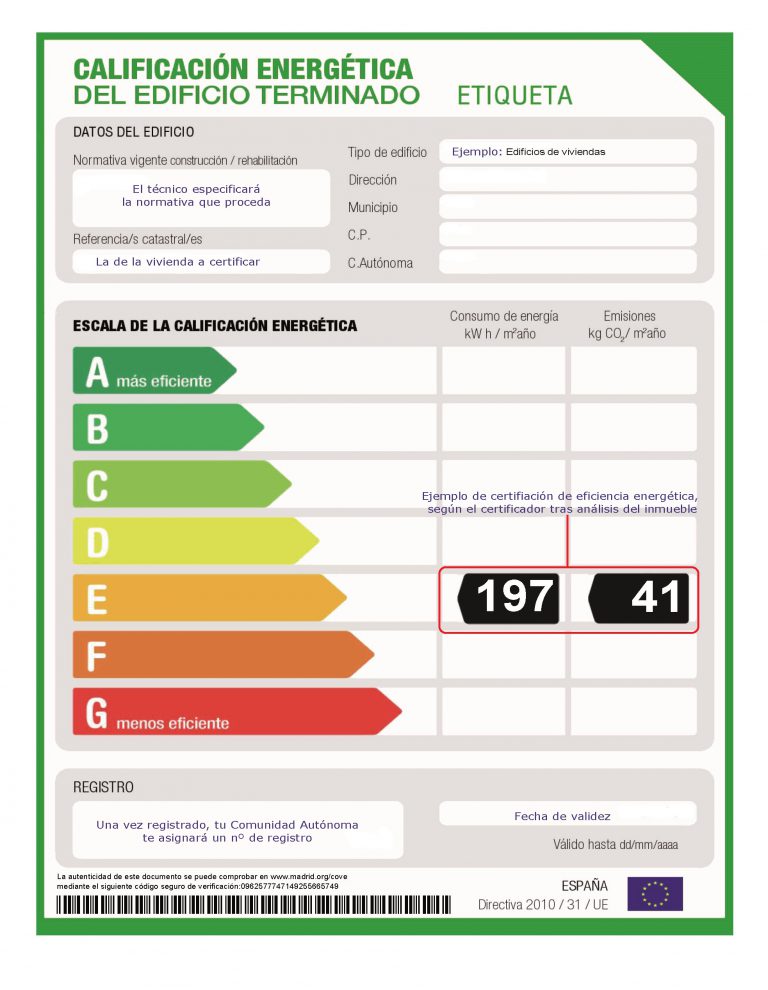 CALIFICACIÓN ENERGÉTICA
DEL EDIFICIO TERMINADO ETIQUETA
DATOS DEL EDIFICIO
Normativa vigente construcción / rehabilitación
El técnico especificará
la normativa que proceda
Referencia/s catastral/es
La de la vivienda a certificar
Tipo de edificio Ejemplo: Edificios de viviendas
Dirección
Municipio
C.P.
C.Autónoma
ESCALA DE LA CALIFICACIÓN ENERGÉTICA
Consumo de energía
kW h / m²año
Emisiones
kg CO₂/ m²año
A más eficiente
B
C
Ejemplo de certifiación de eficiencia energética,
según el certificador tras análisis del inmueble
D
E 197 41
F
G menos eficiente
REGISTRO
Una vez registrado, tu Comunidad Autónoma
te asignará un nº de registro
Fecha de validez
Válido hasta dd/mm/aaaa
La autenticidad de este documento se puede comprobar en www.madrid.org/cove
mediante el siguiente código seguro de verificación:0962577747149255665749
ESPAÑA
Directiva 2010 / 31 / UE